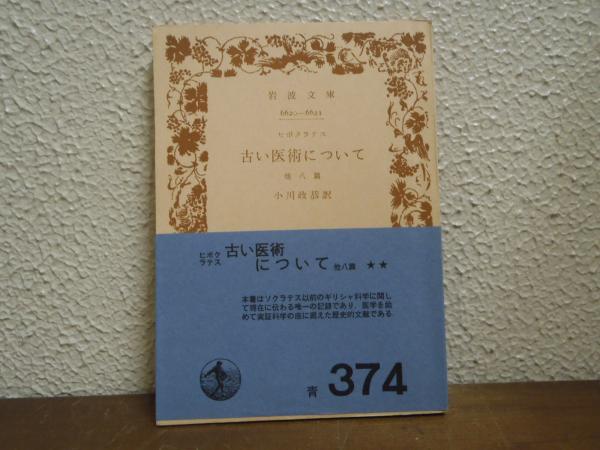 岩波文庫
6620—6621
ヒポクラテス
古い医術について
他八篇
小川政恭訳
ヒポク
ラテス
古い医術
について 他八篇 ★★
本書はソクラテス以前のギリシャ科学に関し
て現在に伝わる唯一の記録であり、医学を始
めて実証科学の座に据えた歴史的文献である
青 374